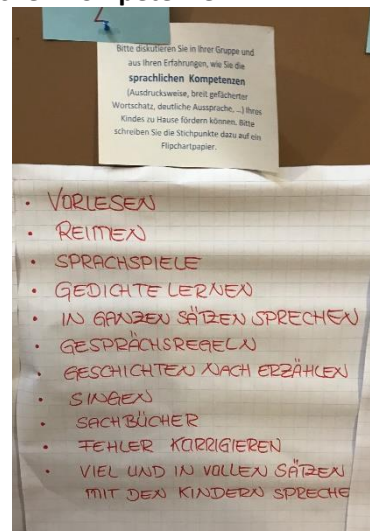 Bitte diskutieren Sie in Ihrer Gruppe und
aus Ihren Erfahrungen, wie Sie die
sprachlichen Kompetenzen
(Ausdrucksweise, breit gefächerter
Wortschatz, deutliche Aussprache, ...) Ihres
Kindes zu Hause fördern können. Bitte
schreiben Sie die Stichpunkte dazu auf ein
Flipchartpapier.
• VORLESEN
• REIMEN
• SPRACHSPIELE
• GEDICHTE LERNEN
• IN GANZEN SÄTZEN SPRECHEN
• GESPRÄCHSREGELN
• GESCHICHTEN NACH ERZÄHLEN
• SINGEN
• SACHBÜCHER
• FEHLER KORRIGIEREN
• VIEL UND IN VOLLEN SÄTZEN
MIT DEN KINDERN SPRECHE